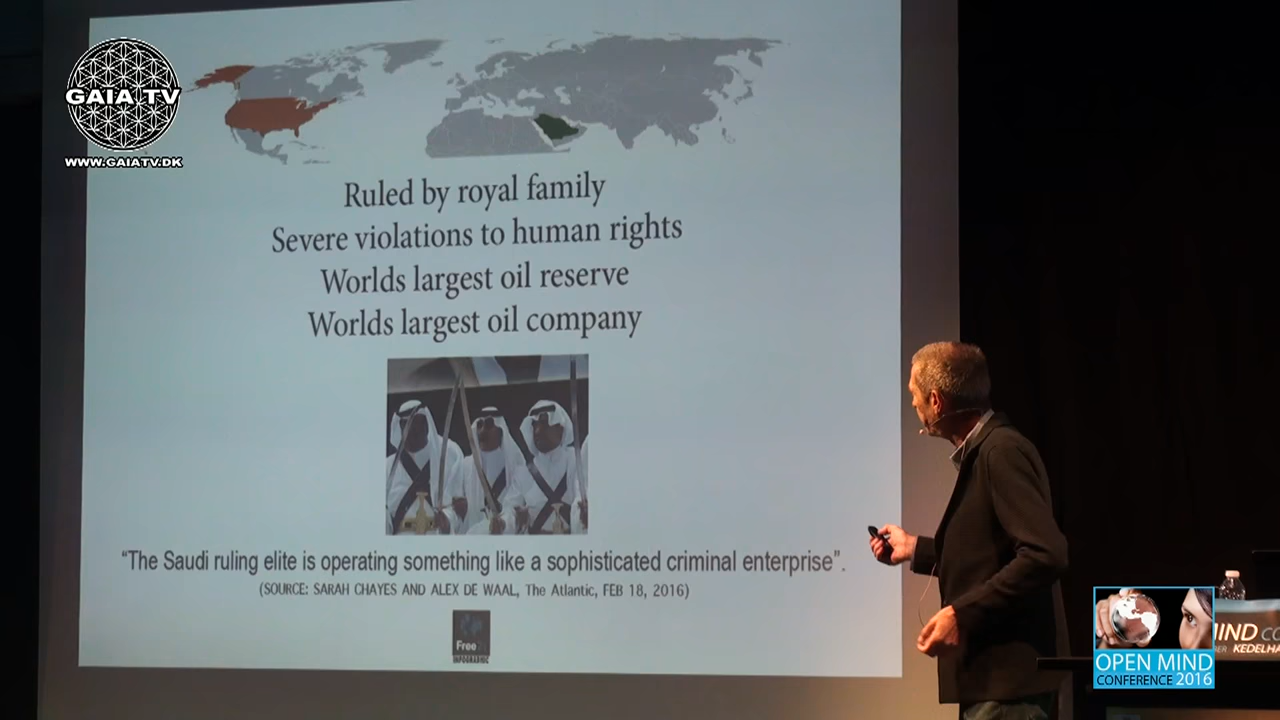 GAIA TV
WWW.GAIATV.DK
Ruled by royal family
Severe violations to human rights
Worlds largest oil reserve
Worlds largest oil company
“The Saudi ruling elite is operating something like a sophisticated criminal enterprise”.
(SOURCE: SARAH CHAYES AND ALEX DE WAAL, The Atlantic, FEB 18, 2016)
Free
INFOGRAPHIC
MIND CO
KEDELHA
OPEN MIND
CONFERENCE 2016